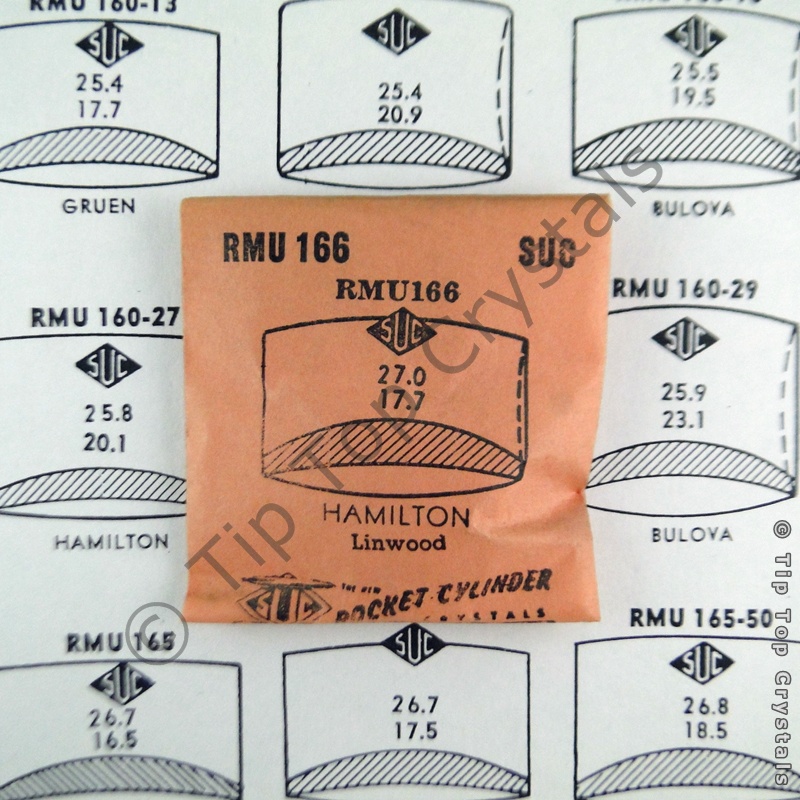 RMU 160-13
SUC
25.4
17.7
GRUEN
SUC
25.4
20.9
SUC
25.5
19.5
BULOVA
RMU 160-27
SUC
25.8
20.1
HAMILTON
RMU 166 SUC
RMU166
SUC
27.0
17.7
HAMILTON
Linwood
SUC THE NEW ROCKET-CYLINDER
CRYSTALS
RMU 160-29
SUC
25.9
23.1
BULOVA
RMU 165
SUC
26.7
16.5
SUC
26.7
17.5
RMU 165-50
SUC
26.8
18.5
© Tip Top Crystals
© Tip Top Crystals